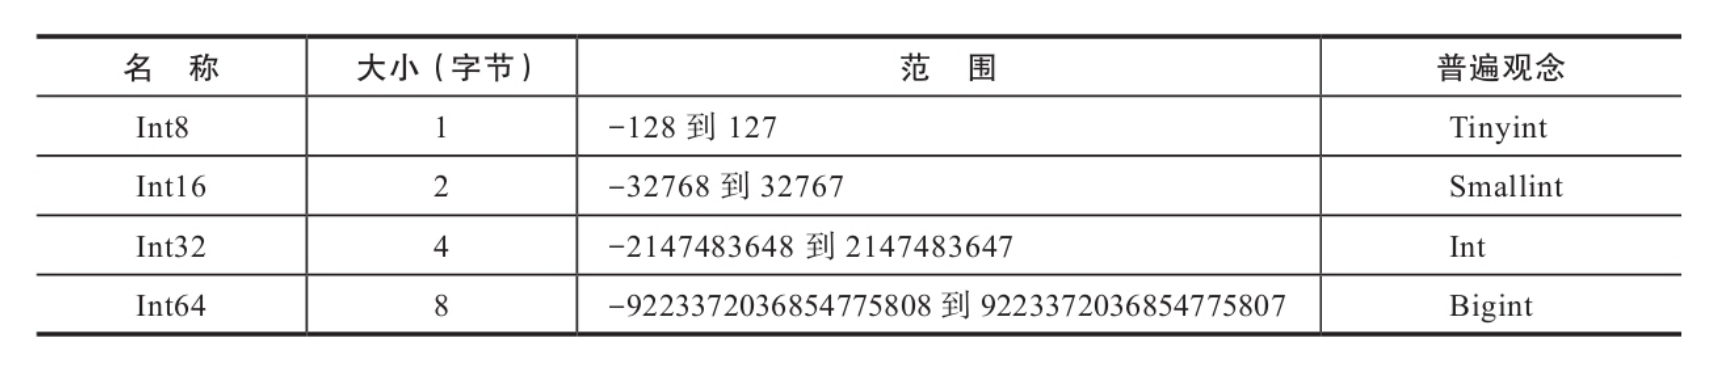 名 称 大小（字节） 范 围 普遍观念
Int8 1 -128 到 127 Tinyint
Int16 2 -32768 到 32767 Smallint
Int32 4 -2147483648 到 2147483647 Int
Int64 8 -9223372036854775808 到 9223372036854775807 Bigint